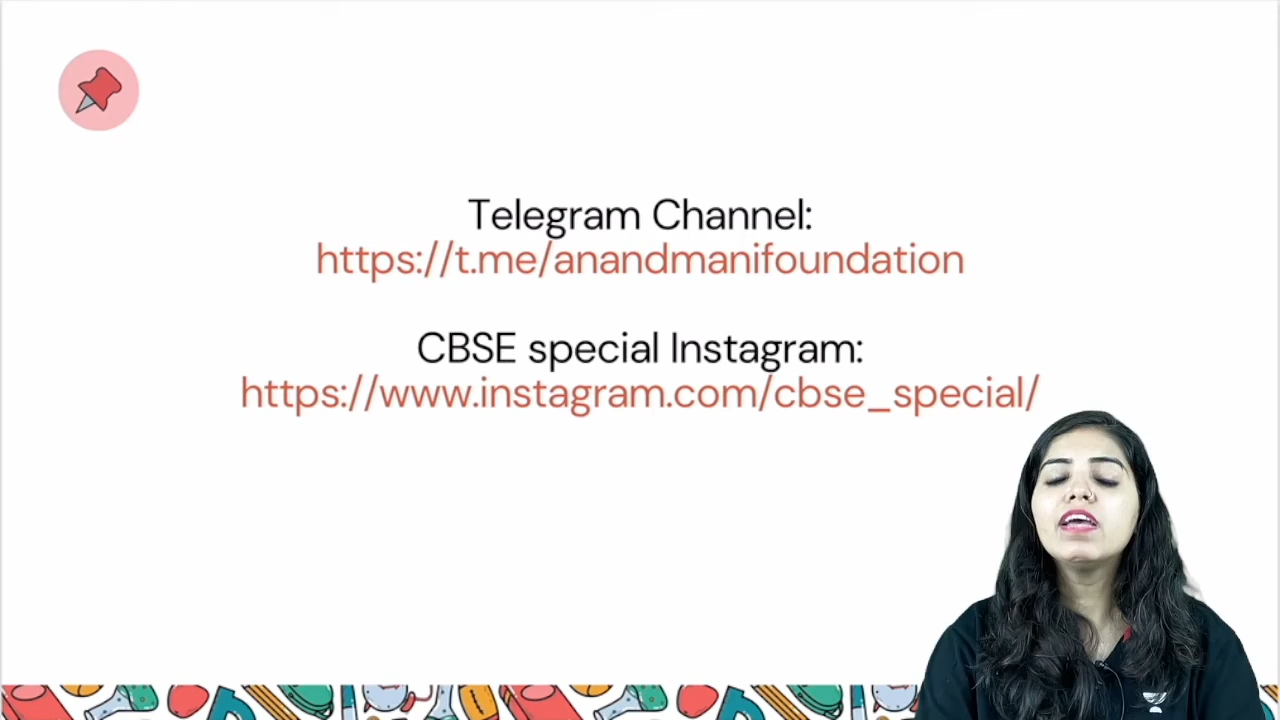 Telegram Channel:
https://t.me/anandmanifoundation
CBSE special Instagram:
https://www.instagram.com/cbse_special/